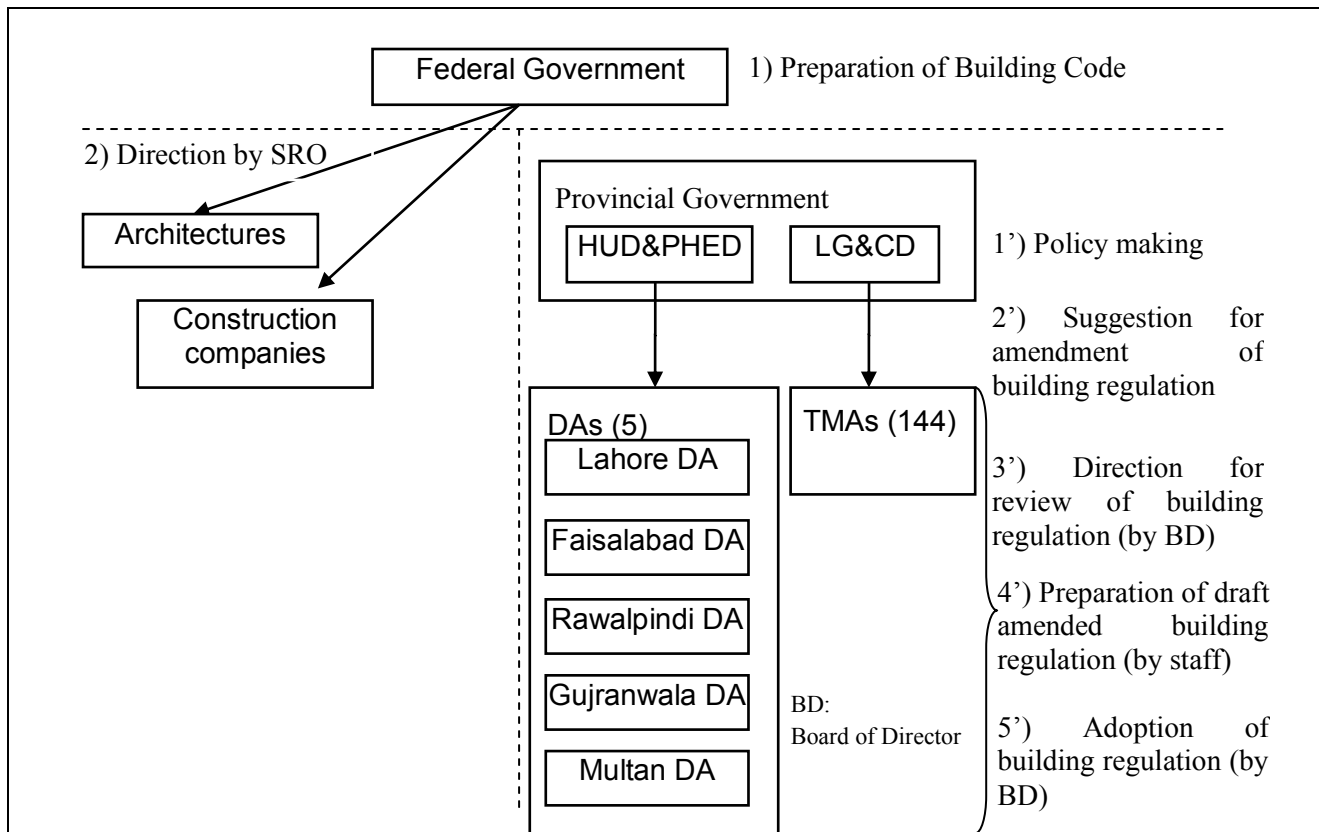 Federal Government
1) Preparation of Building Code
2) Direction by SRO
Architectures
Construction
companies
Provincial Government
HUD&PHED
LG&CD
1’) Policy making
2’) Suggestion for
amendment of
building regulation
DAs (5)
Lahore DA
Faisalabad DA
Rawalpindi DA
Gujranwala DA
Multan DA
TMAs (144)
BD:
Board of Director
3’) Direction for
review of building
regulation (by BD)
4’) Preparation of draft
amended building
regulation (by staff)
5’) Adoption of
building regulation (by
BD)